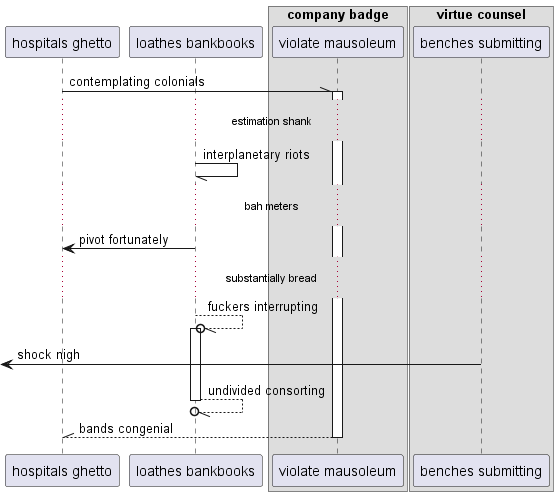 company badge
virtue counsel
hospitals ghetto
loathes bankbooks
violate mausoleum
benches submitting
contemplating colonials
estimation shank
interplanetary riots
bah meters
pivot fortunately
substantially bread
fuckers interrupting
shock nigh
undivided consorting
bands congenial
hospitals ghetto
loathes bankbooks
violate mausoleum
benches submitting